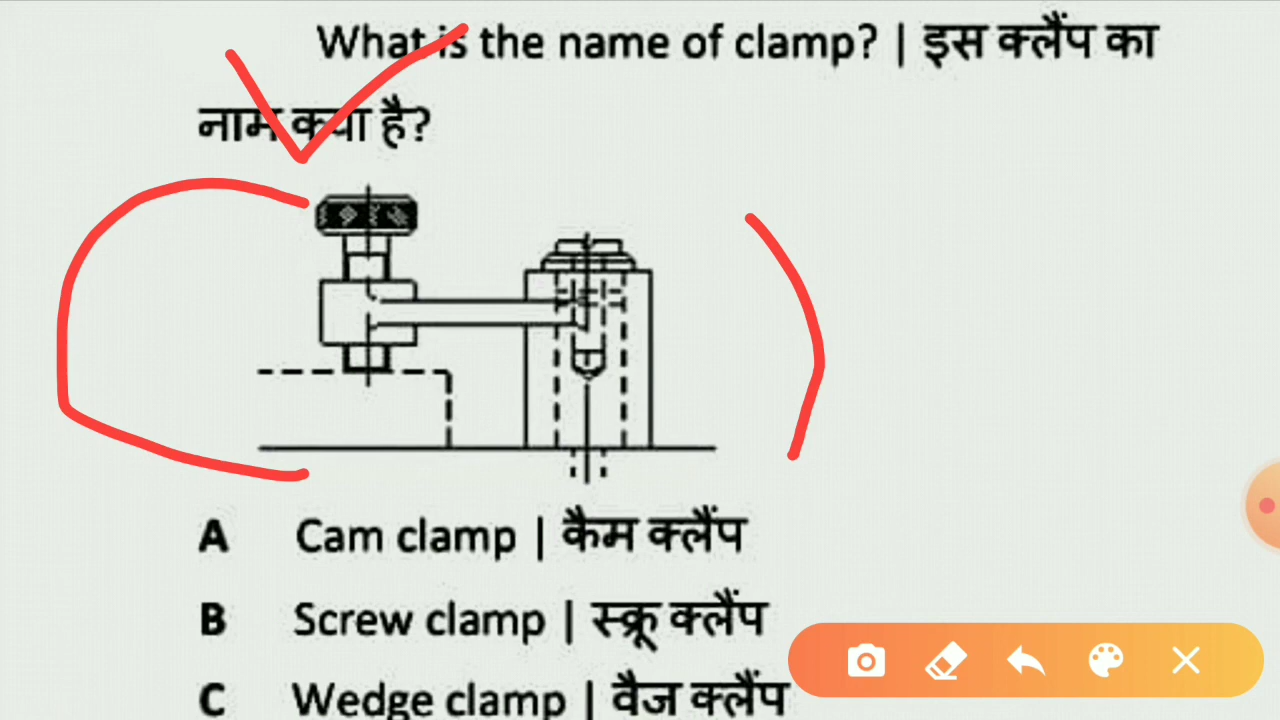 What is the name of clamp? | इस क्लैंप का
नाम क्या है?
A Cam clamp | कैम क्लैंप
B Screw clamp | स्क्रू क्लैंप
C Wedge clamp | वैज क्लैंप